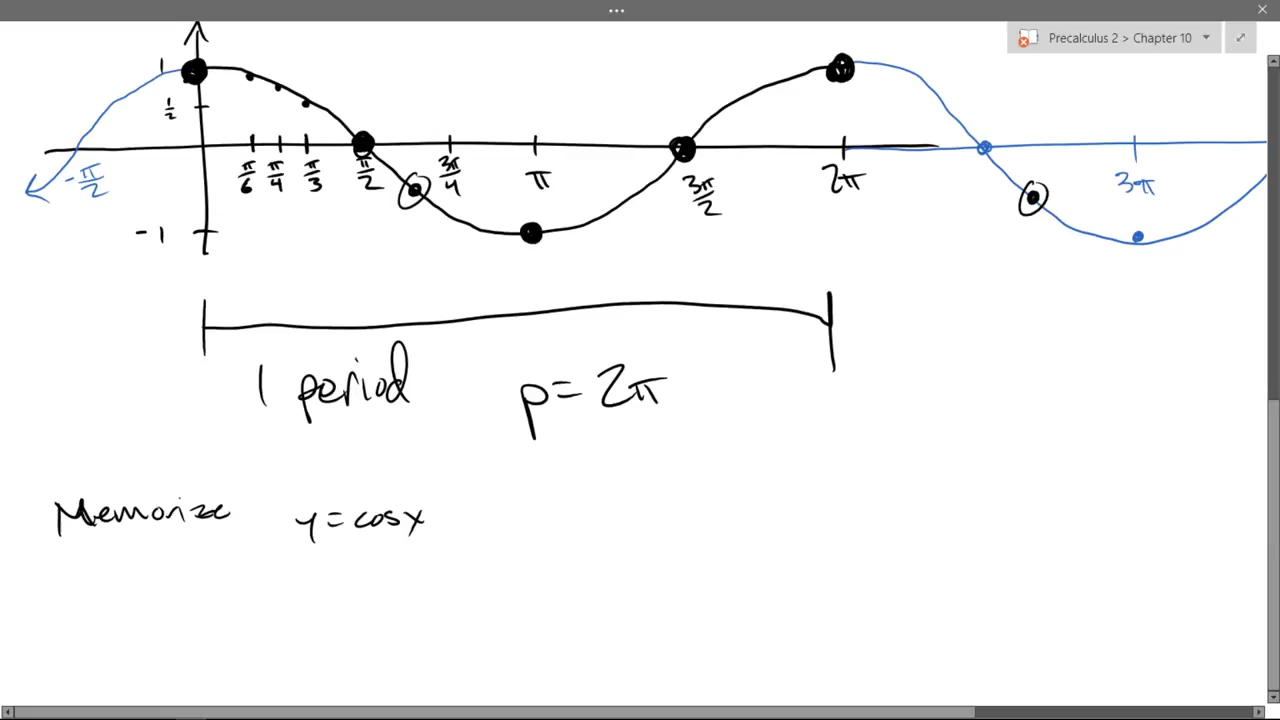 Precalculus 2 > Chapter 10
1
1/2
-π/2 π/6 π/4 π/3 π/2 3π/4 π 3π/2 2π 3π
-1
1 period p = 2π
Memorize y = cos x